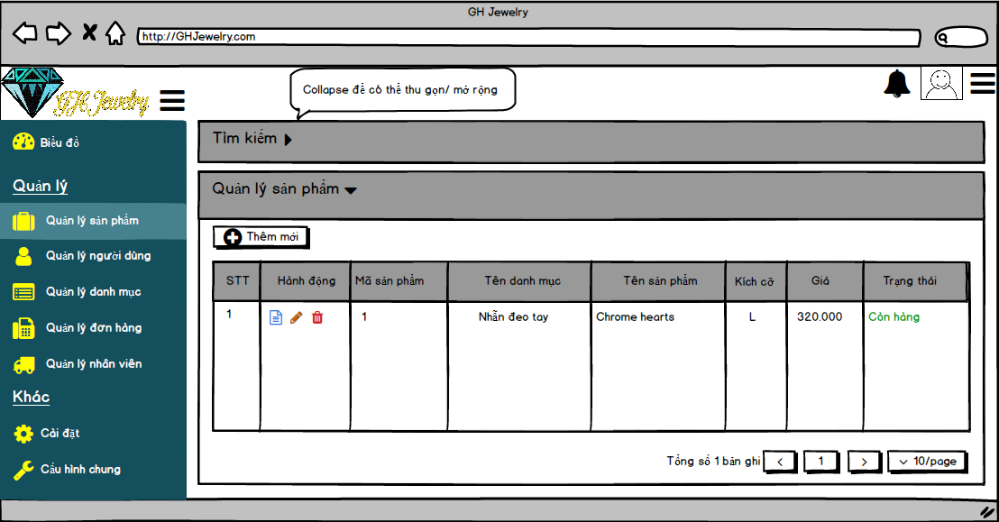 GH Jewelry
http://GHJewelry.com
GH Jewelry
Collapse để có thể thu gọn/ mở rộng
Biểu đồ
Quản lý
Quản lý sản phẩm
Quản lý người dùng
Quản lý danh mục
Quản lý đơn hàng
Quản lý nhân viên
Khác
Cài đặt
Cấu hình chung
Tìm kiếm
Quản lý sản phẩm
Thêm mới
STT Hành động Mã sản phẩm Tên danh mục Tên sản phẩm Kích cỡ Giá Trạng thái
1 1 Nhẫn đeo tay Chrome hearts L 320.000 Còn hàng
Tổng số 1 bản ghi < 1 > 10/page